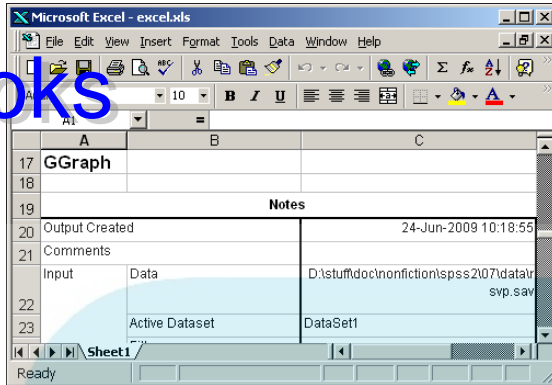 Microsoft Excel - excel.xls
File Edit View Insert Format Tools Data Window Help
oks
10 B I U
A1 =
A B C
17 GGraph
18
19 Notes
20 Output Created 24-Jun-2009 10:18:55
21 Comments
22 Input Data D:\stuff\doc\nonfiction\spss2\07\data\r
svp.sav
23 Active Dataset DataSet1
Sheet1
Ready